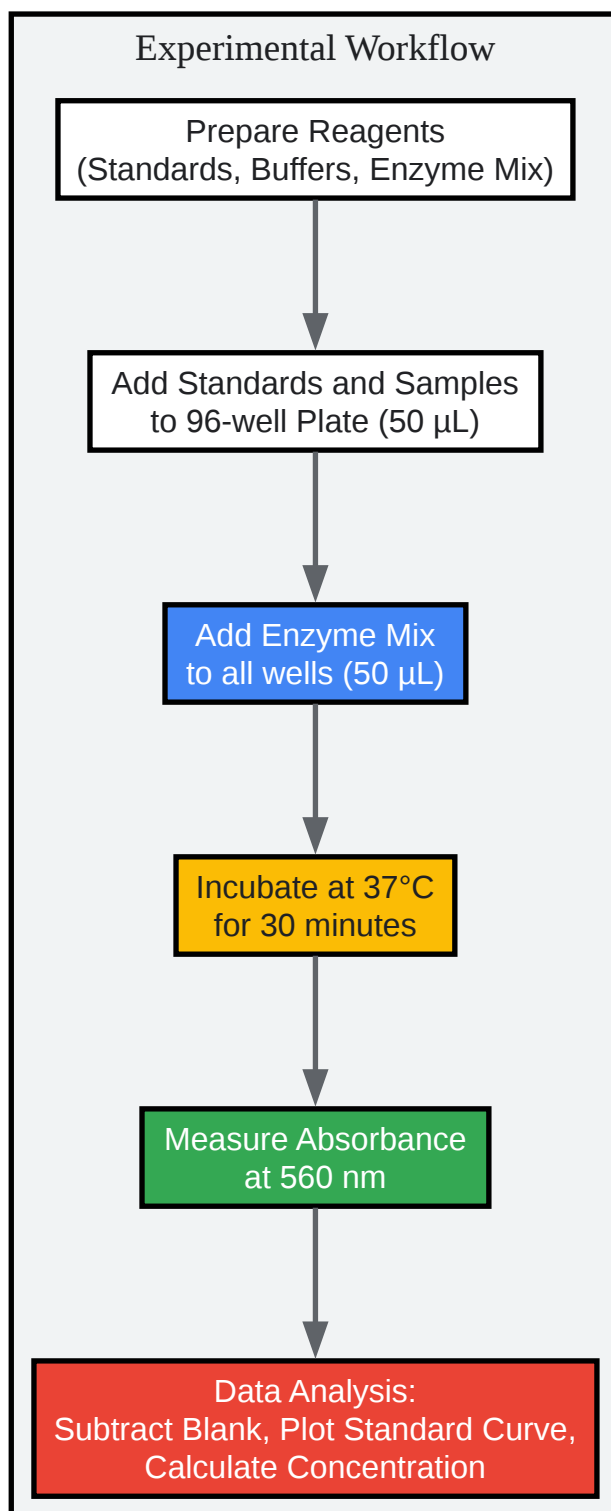 Experimental Workflow
Prepare Reagents
(Standards, Buffers, Enzyme Mix)
Add Standards and Samples
to 96-well Plate (50 µL)
Add Enzyme Mix
to all wells (50 µL)
Incubate at 37°C
for 30 minutes
Measure Absorbance
at 560 nm
Data Analysis:
Subtract Blank, Plot Standard Curve,
Calculate Concentration